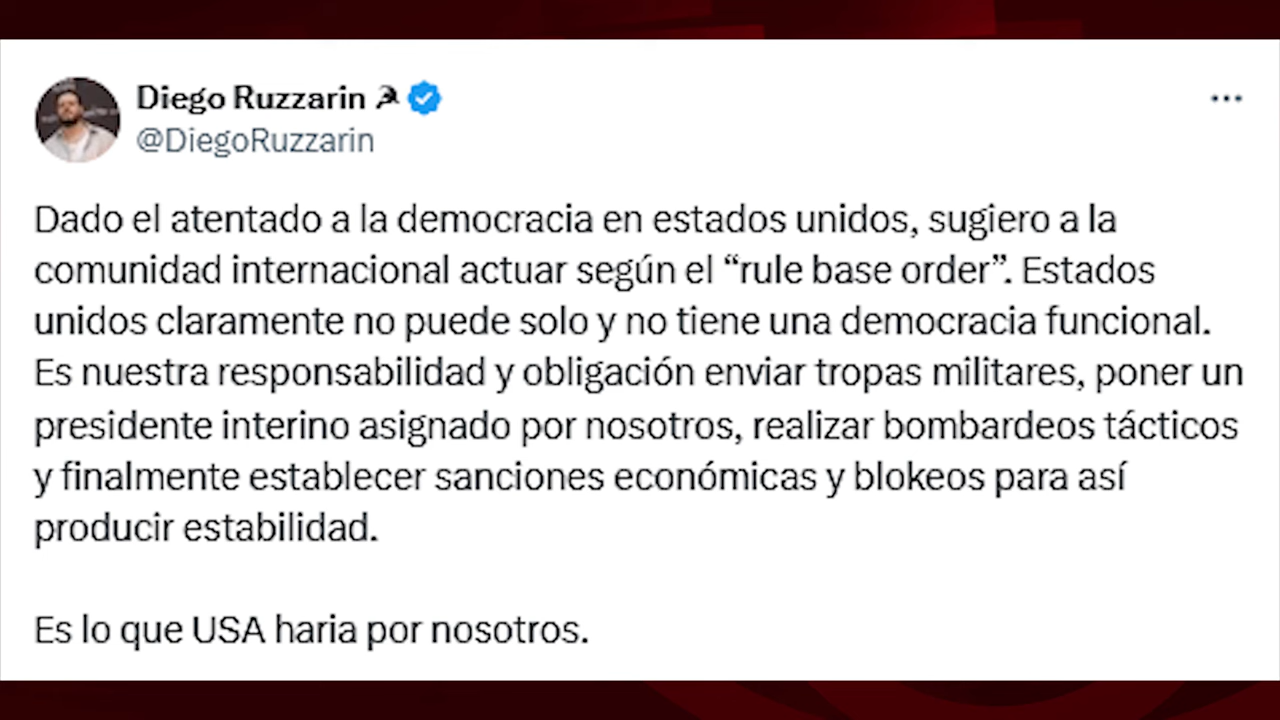 Diego Ruzzarin ☭
@DiegoRuzzarin
Dado el atentado a la democracia en estados unidos, sugiero a la
comunidad internacional actuar según el “rule base order”. Estados
unidos claramente no puede solo y no tiene una democracia funcional.
Es nuestra responsabilidad y obligación enviar tropas militares, poner un
presidente interino asignado por nosotros, realizar bombardeos tácticos
y finalmente establecer sanciones económicas y blokeos para así
producir estabilidad.
Es lo que USA haria por nosotros.